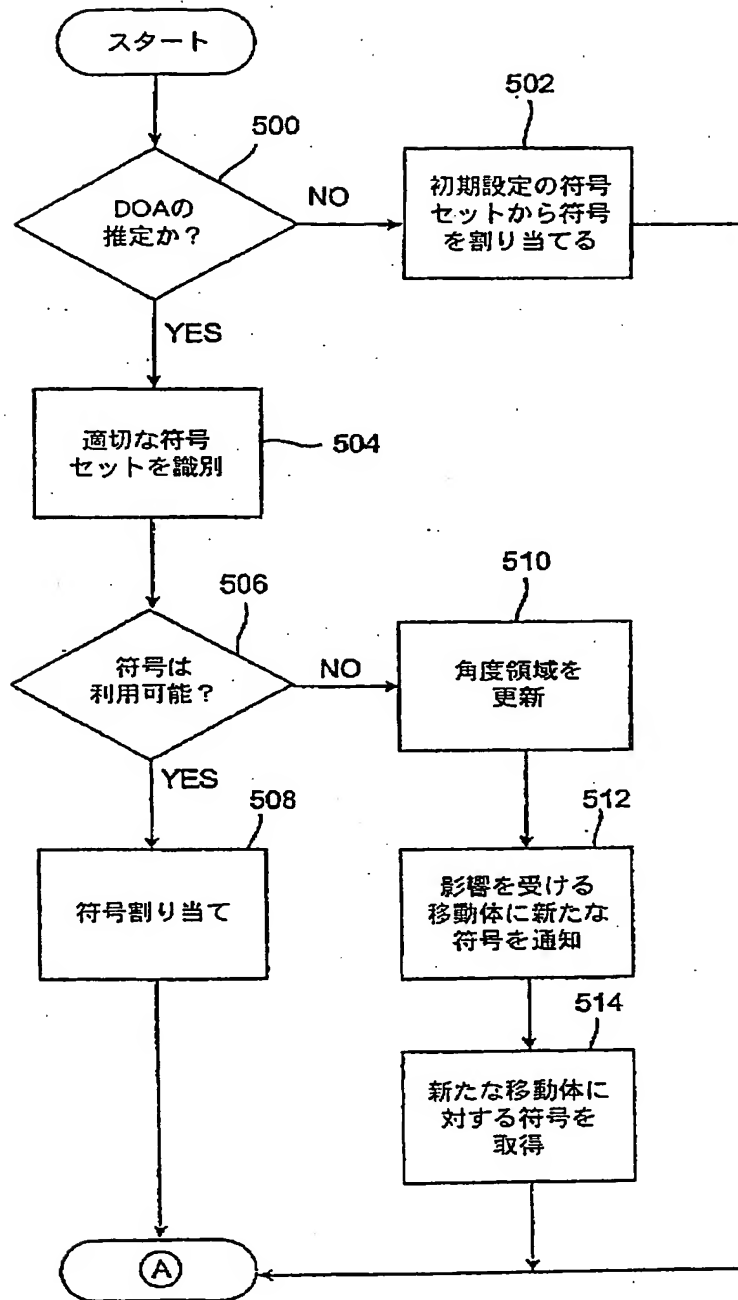 スタート
500
DOAの
推定か？
NO
502
初期設定の符号
セットから符号
を割り当てる
YES
適切な符号
セットを識別
504
506
符号は
利用可能？
NO
510
角度領域を
更新
YES
508
符号割り当て
512
影響を受ける
移動体に新たな
符号を通知
514
新たな移動体に
対する符号を
取得
A